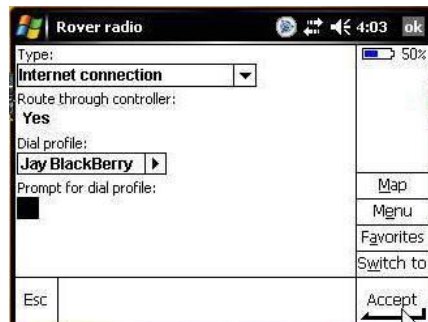 Rover radio 4:03 ok
Type:
50%
Internet connection
Route through controller:
Yes
Dial profile:
Jay BlackBerry
Prompt for dial profile:
Map
Menu
Favorites
Switch to
Esc
Accept